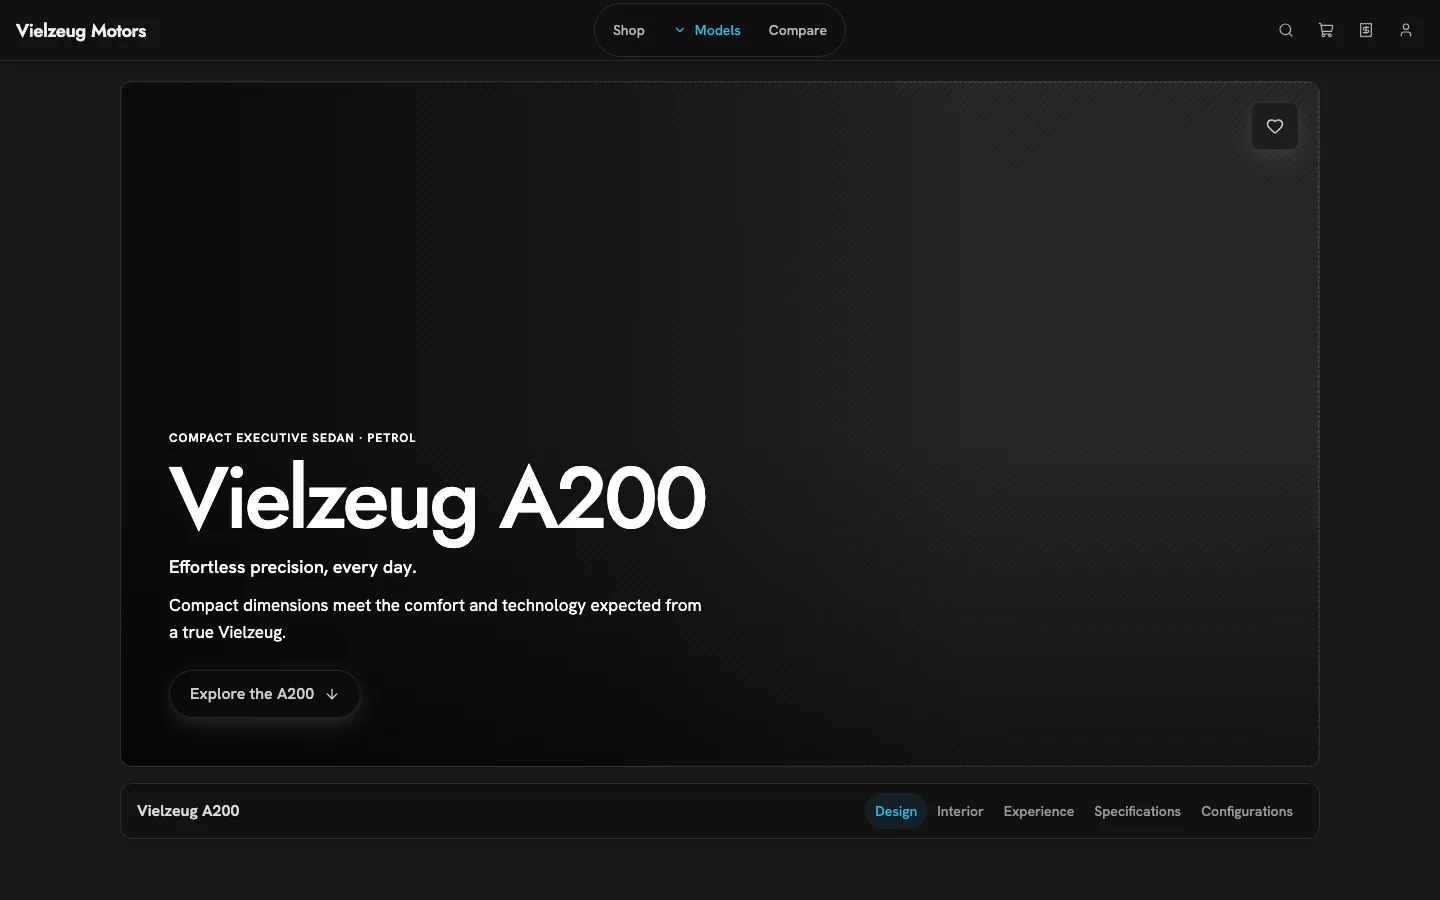 Vielzeug Motors
Shop
Models
Compare
COMPACT EXECUTIVE SEDAN · PETROL
Vielzeug A200
Effortless precision, every day.
Compact dimensions meet the comfort and technology expected from
a true Vielzeug.
Explore the A200
Vielzeug A200
Design
Interior
Experience
Specifications
Configurations